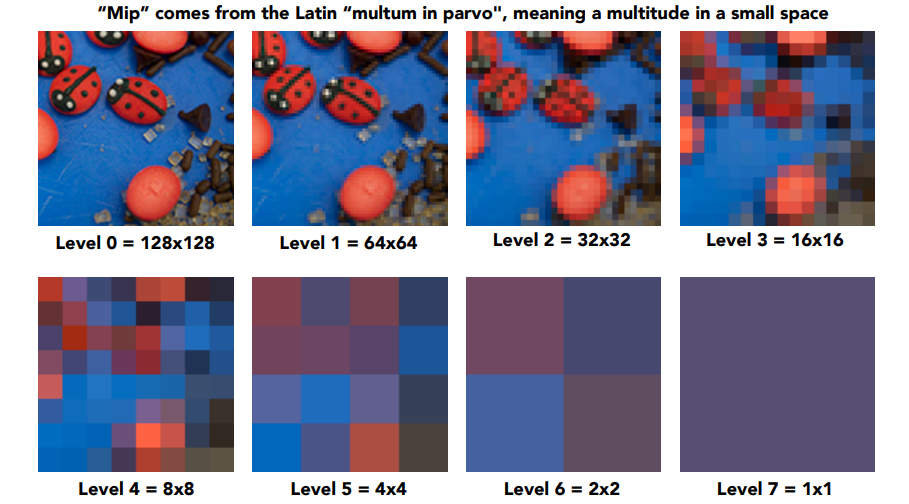 “Mip” comes from the Latin “multum in parvo", meaning a multitude in a small space
Level 0 = 128x128
Level 1 = 64x64
Level 2 = 32x32
Level 3 = 16x16
Level 4 = 8x8
Level 5 = 4x4
Level 6 = 2x2
Level 7 = 1x1